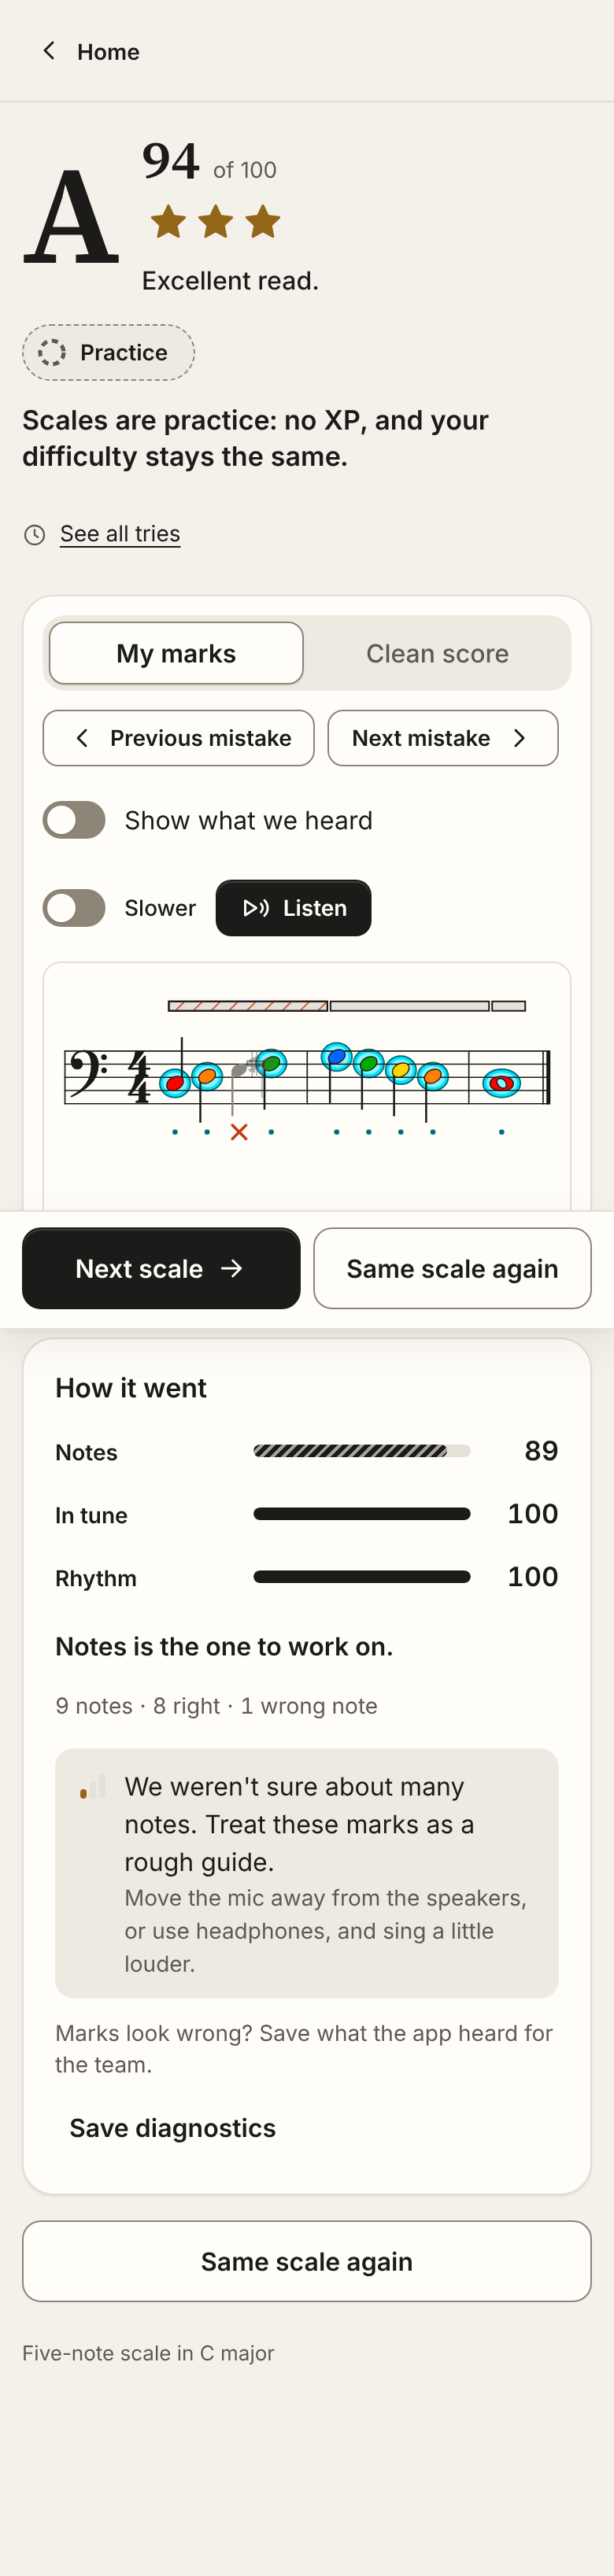 Home
A
94 of 100
Excellent read.
Practice
Scales are practice: no XP, and your
difficulty stays the same.
See all tries
My marks
Clean score
Previous mistake
Next mistake
Show what we heard
Slower
Listen
4
4
Next scale
Same scale again
How it went
Notes 89
In tune 100
Rhythm 100
Notes is the one to work on.
9 notes · 8 right · 1 wrong note
We weren't sure about many
notes. Treat these marks as a
rough guide.
Move the mic away from the speakers,
or use headphones, and sing a little
louder.
Marks look wrong? Save what the app heard for
the team.
Save diagnostics
Same scale again
Five-note scale in C major